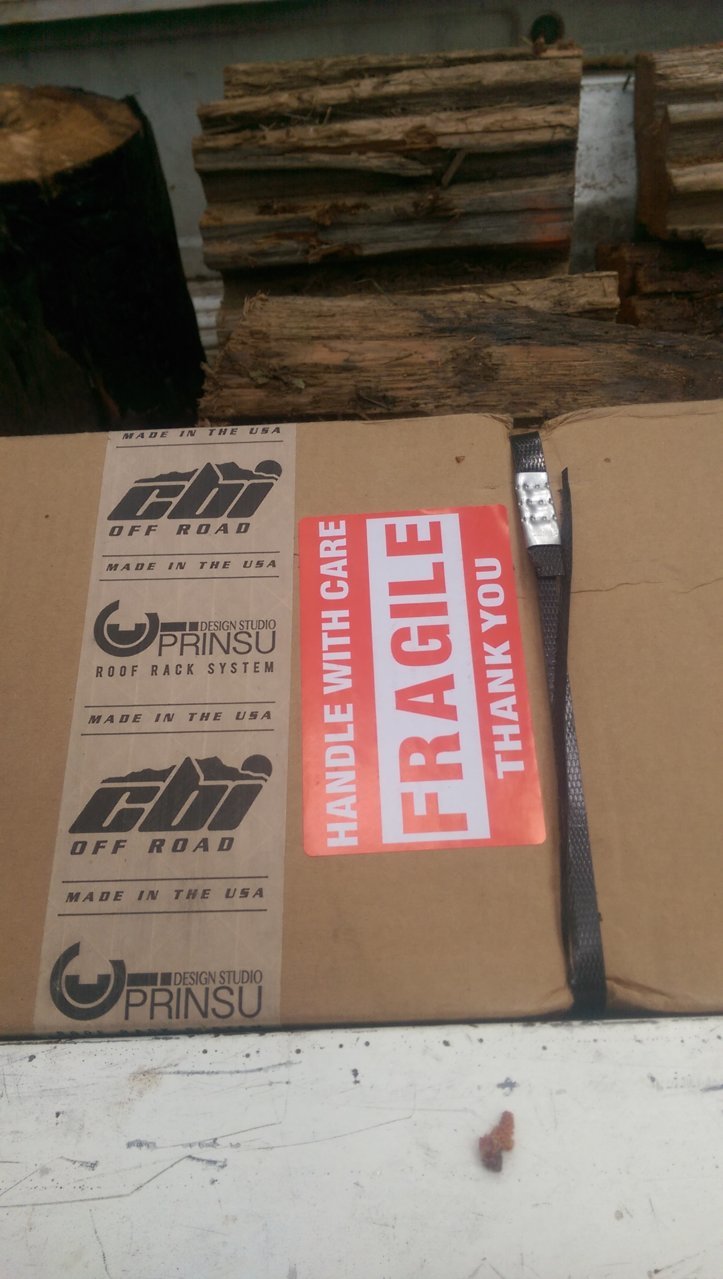 MADE IN THE USA
cbi
OFF ROAD
MADE IN THE USA
DESIGN STUDIO
PRINSU
ROOF RACK SYSTEM
MADE IN THE USA
cbi
OFF ROAD
MADE IN THE USA
DESIGN STUDIO
PRINSU
HANDLE WITH CARE
FRAGILE
THANK YOU